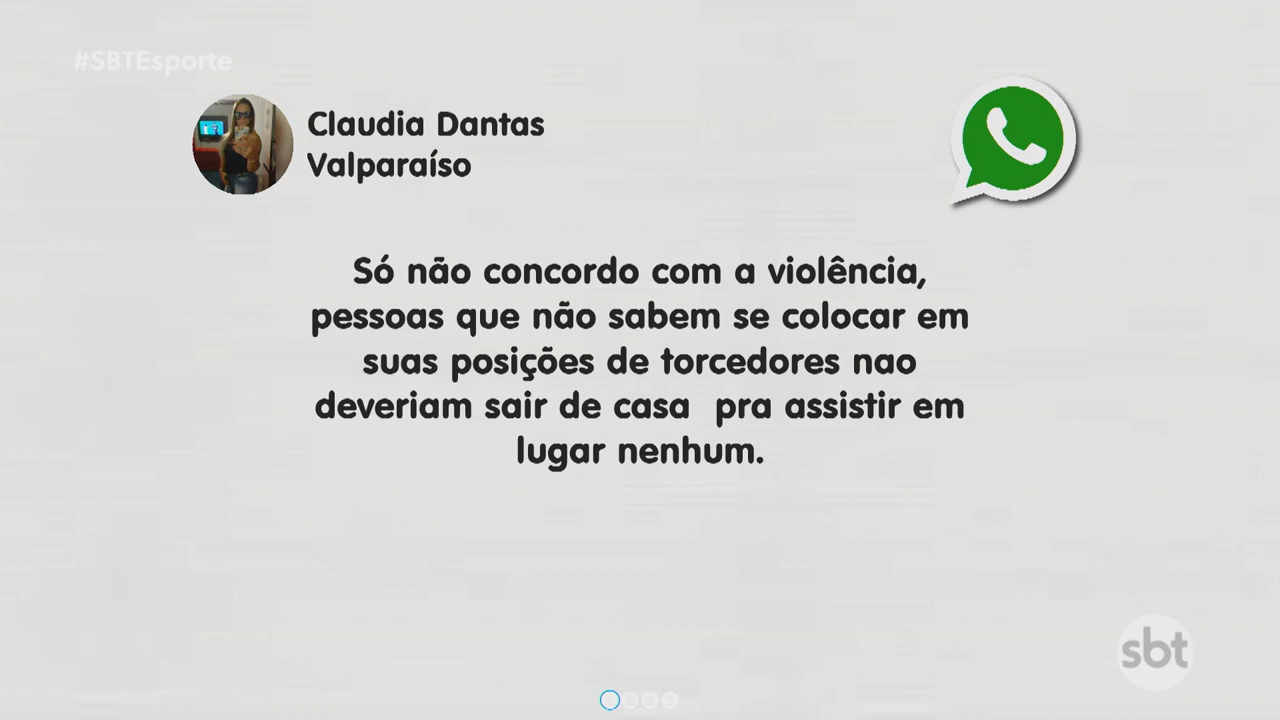 #SBTEsporte
Claudia Dantas
Valparaíso
Só não concordo com a violência,
pessoas que não sabem se colocar em
suas posições de torcedores nao
deveriam sair de casa  pra assistir em
lugar nenhum.
sbt